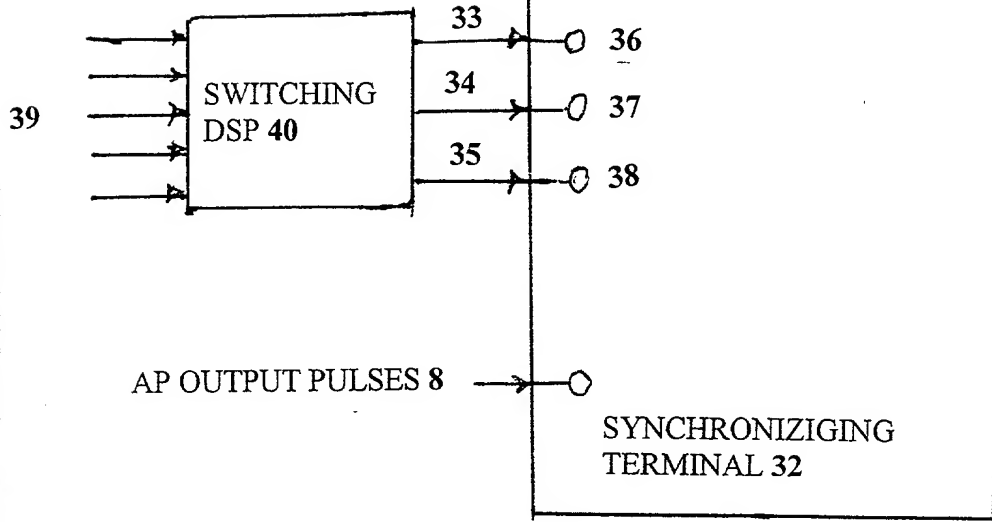 33
36
39
SWITCHING
DSP 40
34
37
35
38
AP OUTPUT PULSES 8
SYNCHRONIZIGING
TERMINAL 32